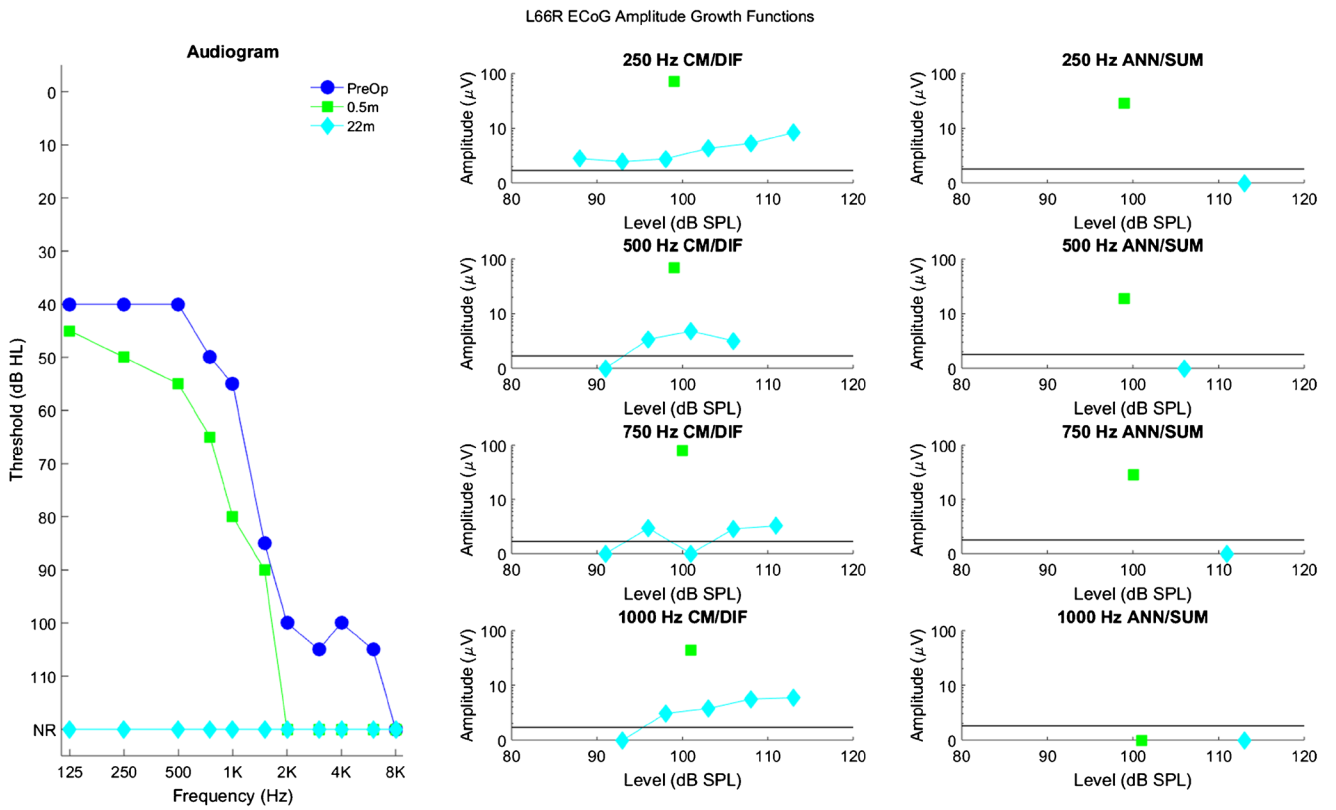 L66R ECoG Amplitude Growth Functions
Audiogram
PreOp
0.5m
22m
0
10
20
30
40
50
60
70
80
90
100
110
NR
Threshold (dB HL)
125 250 500 1K 2K 4K 8K
Frequency (Hz)
250 Hz CM/DIF
Amplitude (μV)
100
10
0
80 90 100 110 120
Level (dB SPL)
250 Hz ANN/SUM
Amplitude (μV)
100
10
0
80 90 100 110 120
Level (dB SPL)
500 Hz CM/DIF
Amplitude (μV)
100
10
0
80 90 100 110 120
Level (dB SPL)
500 Hz ANN/SUM
Amplitude (μV)
100
10
0
80 90 100 110 120
Level (dB SPL)
750 Hz CM/DIF
Amplitude (μV)
100
10
0
80 90 100 110 120
Level (dB SPL)
750 Hz ANN/SUM
Amplitude (μV)
100
10
0
80 90 100 110 120
Level (dB SPL)
1000 Hz CM/DIF
Amplitude (μV)
100
10
0
80 90 100 110 120
Level (dB SPL)
1000 Hz ANN/SUM
Amplitude (μV)
100
10
0
80 90 100 110 120
Level (dB SPL)